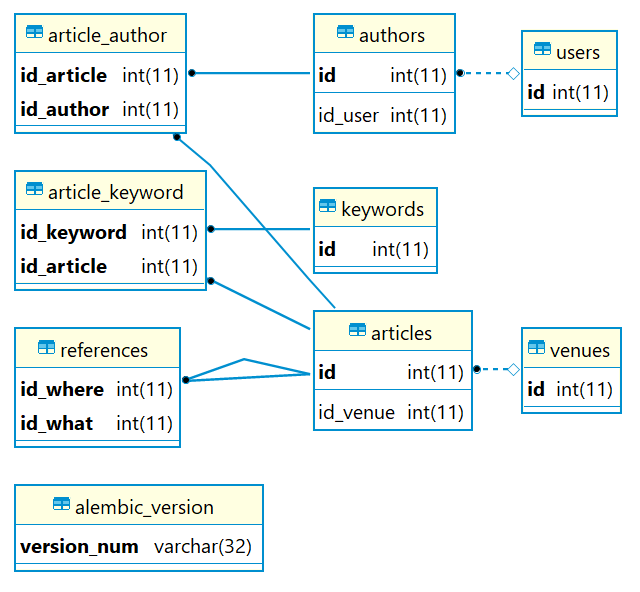 article_author
id_article int(11)
id_author int(11)
authors
id int(11)
id_user int(11)
users
id int(11)
article_keyword
id_keyword int(11)
id_article int(11)
keywords
id int(11)
references
id_where int(11)
id_what int(11)
articles
id int(11)
id_venue int(11)
venues
id int(11)
alembic_version
version_num varchar(32)